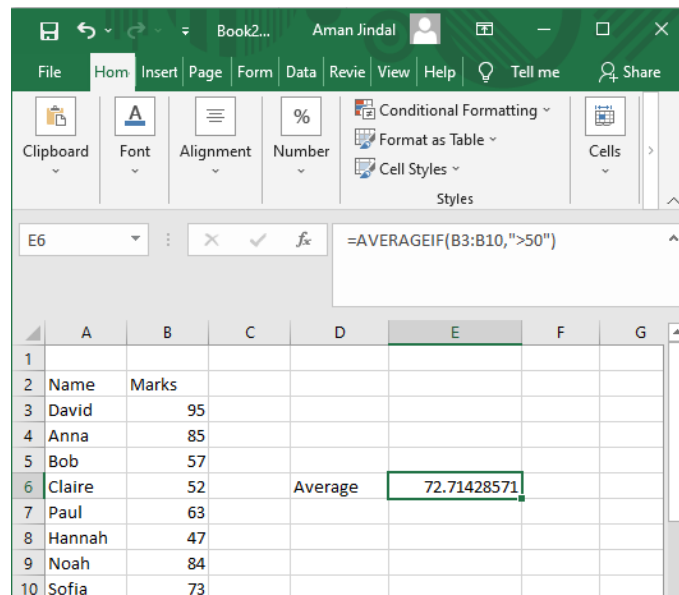 Book2... Aman Jindal
File Hom Insert Page Form Data Revie View Help Tell me Share
Clipboard Font Alignment Number Conditional Formatting Format as Table Cell Styles Styles Cells
%
E6 fx =AVERAGEIF(B3:B10,">50")
A B C D E F G
1
2 Name Marks
3 David 95
4 Anna 85
5 Bob 57
6 Claire 52 Average 72.71428571
7 Paul 63
8 Hannah 47
9 Noah 84
10 Sofia 73